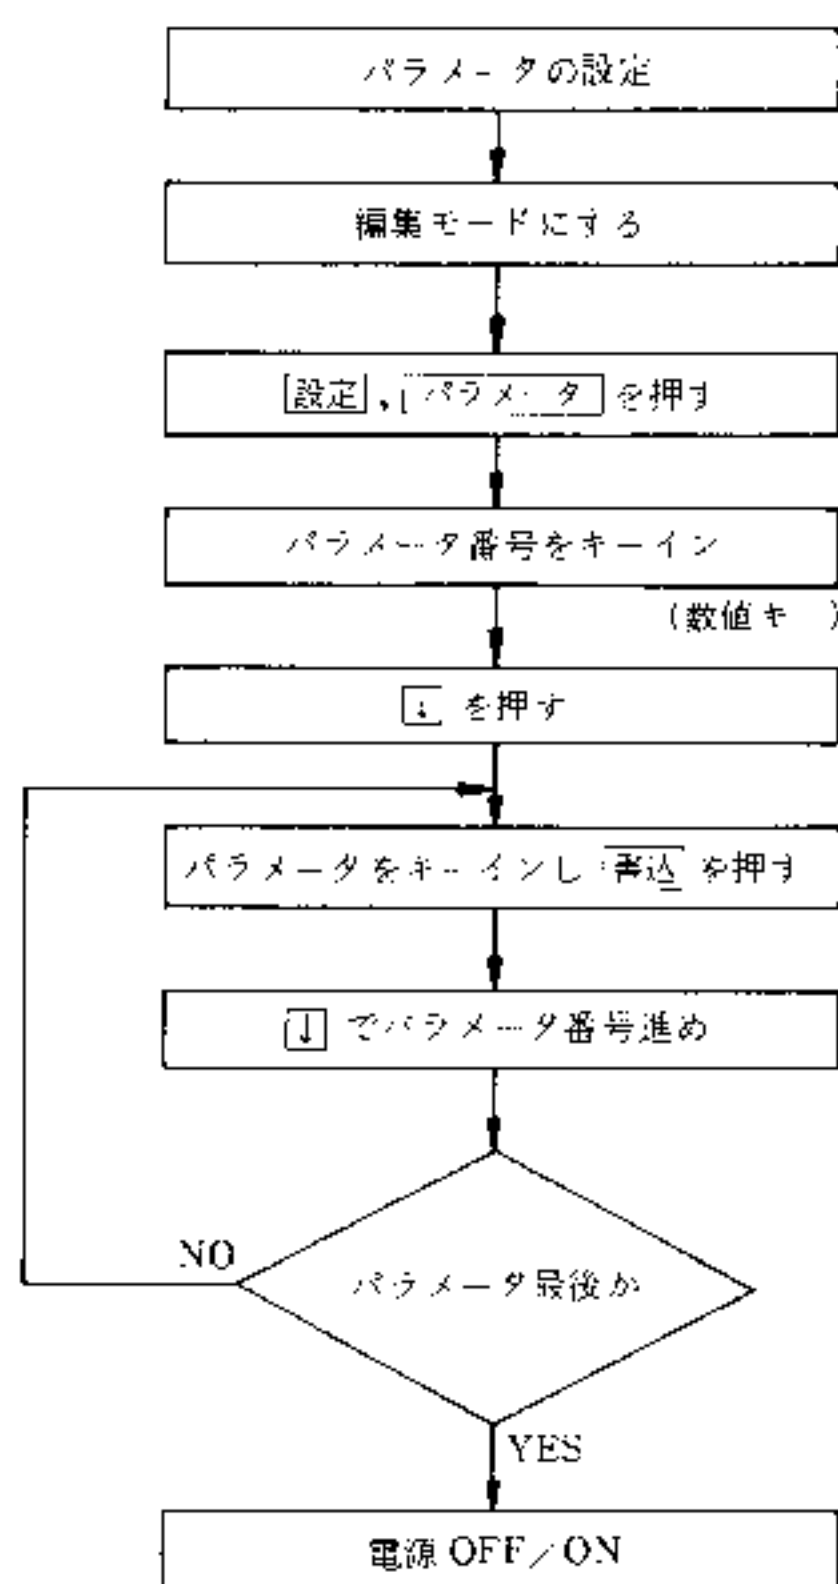 パラメータの設定
編集モードにする
設定,パラメータを押す
パラメータ番号をキーイン
(数値キー)
↓を押す
パラメータをキーインし書込を押す
↓でパラメータ番号進め
NO
パラメータ最後か
YES
電源 OFF/ON